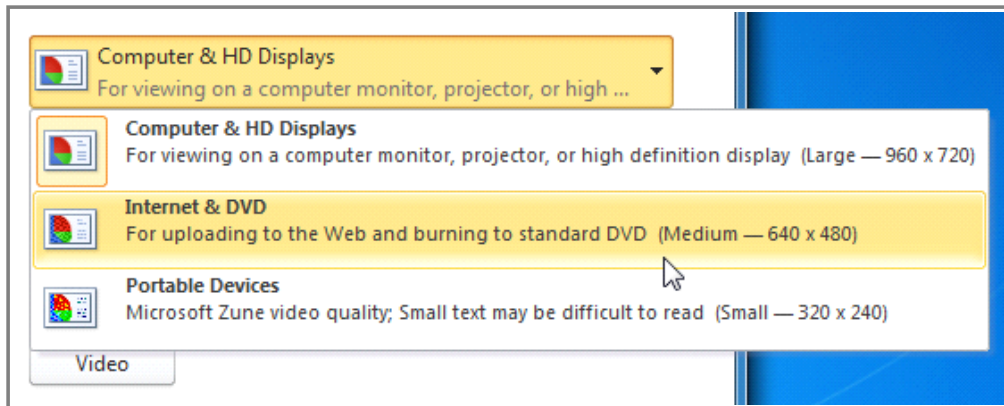 Computer & HD Displays
For viewing on a computer monitor, projector, or high ...
Computer & HD Displays
For viewing on a computer monitor, projector, or high definition display (Large — 960 x 720)
Internet & DVD
For uploading to the Web and burning to standard DVD (Medium — 640 x 480)
Portable Devices
Microsoft Zune video quality; Small text may be difficult to read (Small — 320 x 240)
Video